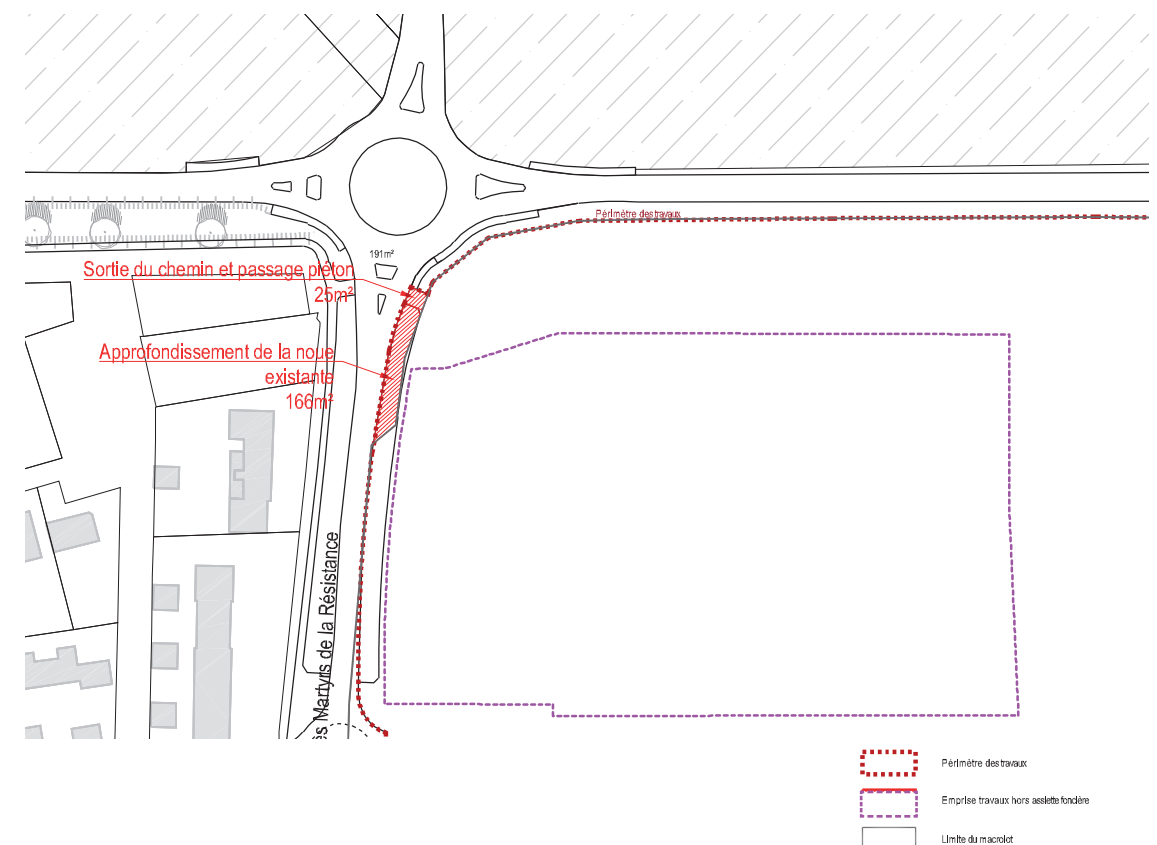 Périmètre des travaux
191m²
Sortie du chemin et passage piéton
25m²
Approfondissement de la noue
existante
166m²
Martyrs de la Résistance
Périmètre des travaux
Emprise travaux hors assiette foncière
Limite du macrolot